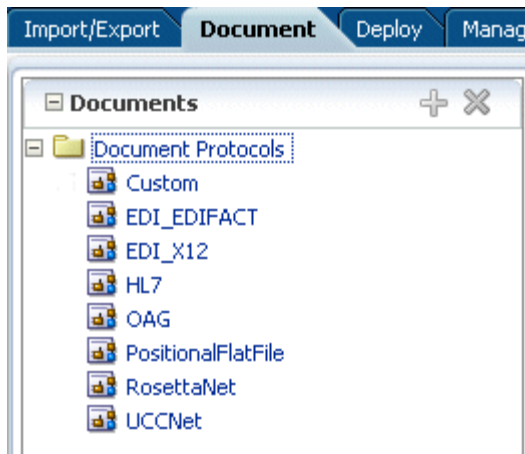 Import/Export Document Deploy Manag
Documents
Document Protocols
Custom
EDI_EDIFACT
EDI_X12
HL7
OAG
PositionalFlatFile
RosettaNet
UCCNet